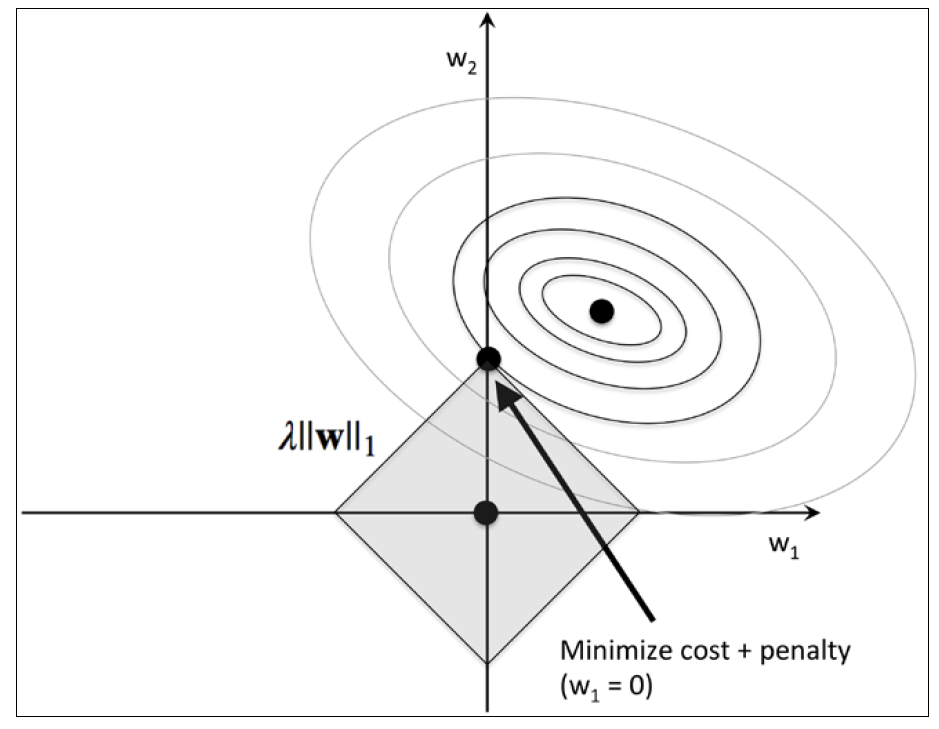 w₂
λ||w||₁
w₁
Minimize cost + penalty
(w₁ = 0)